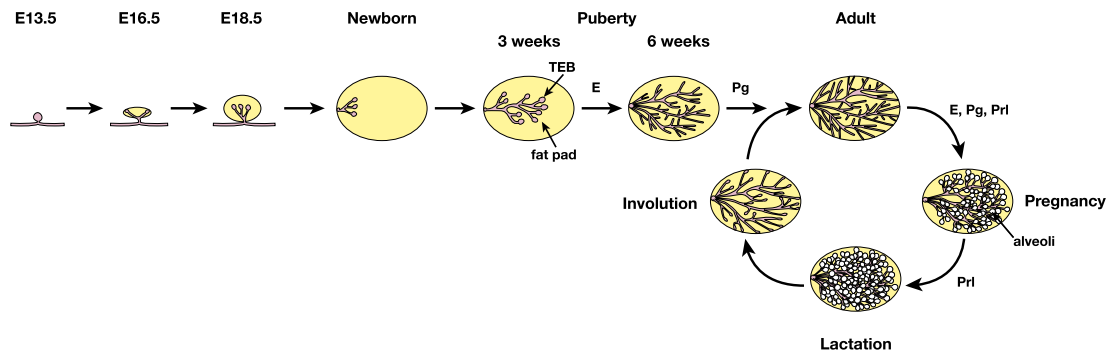 E13.5
E16.5
E18.5
Newborn
Puberty
Adult
3 weeks
6 weeks
TEB
E
Pg
fat pad
E, Pg, Prl
Involution
Pregnancy
alveoli
Prl
Lactation